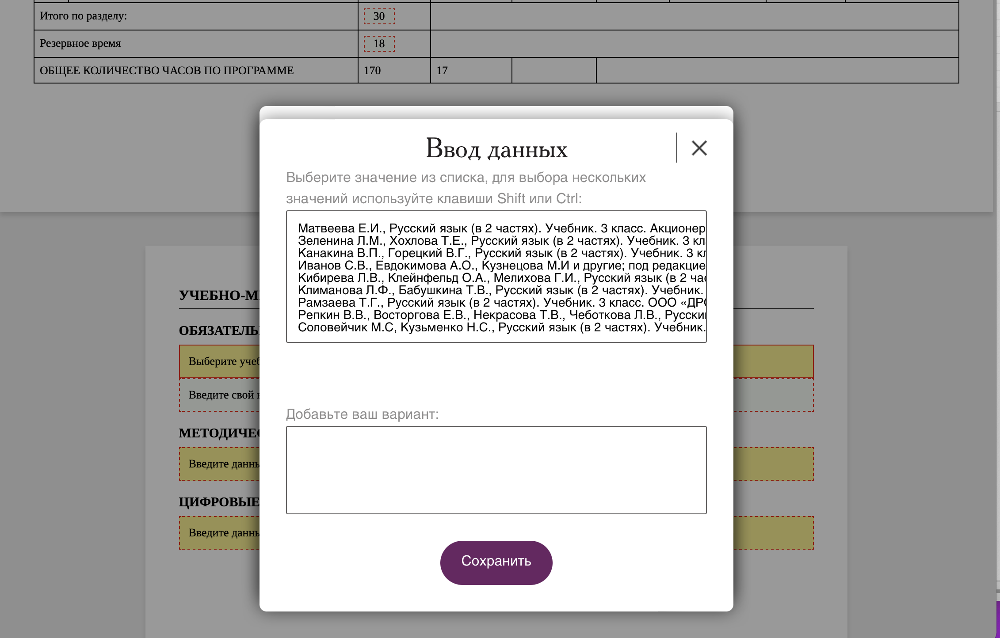 Итого по разделу: 30
Резервное время 18
ОБЩЕЕ КОЛИЧЕСТВО ЧАСОВ ПО ПРОГРАММЕ 170 17
Ввод данных
Выберите значение из списка, для выбора нескольких
значений используйте клавиши Shift или Ctrl:
Матвеева Е.И., Русский язык (в 2 частях). Учебник. 3 класс. Акционер
Зеленина Л.М., Хохлова Т.Е., Русский язык (в 2 частях). Учебник. 3 кл
Канакина В.П., Горецкий В.Г., Русский язык (в 2 частях). Учебник. 3 кл
Иванов С.В., Евдокимова А.О., Кузнецова М.И и другие; под редакцие
Кибирева Л.В., Клейнфельд О.А., Мелихова Г.И., Русский язык (в 2 час
Климанова Л.Ф., Бабушкина Т.В., Русский язык (в 2 частях). Учебник.
Рамзаева Т.Г., Русский язык (в 2 частях). Учебник. 3 класс. ООО «ДРО
Репкин В.В., Восторгова Е.В., Некрасова Т.В., Чеботкова Л.В., Русский
Соловейчик М.С, Кузьменко Н.С., Русский язык (в 2 частях). Учебник.
Добавьте ваш вариант:
Сохранить
УЧЕБНО-М
ОБЯЗАТЕЛЬ
Выберите учеб
Введите свой в
МЕТОДИЧЕС
Введите данны
ЦИФРОВЫЕ
Введите данны